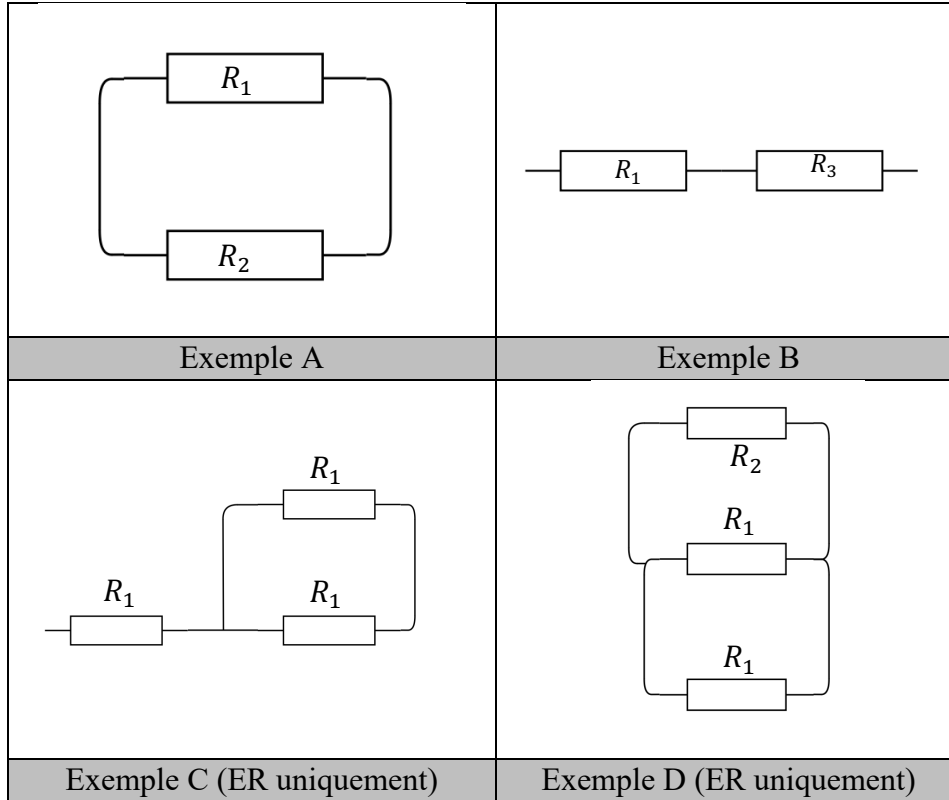 R₁
R₂
Exemple A
R₁ R₃
Exemple B
R₁
R₁
R₁
Exemple C (ER uniquement)
R₂
R₁
R₁
Exemple D (ER uniquement)